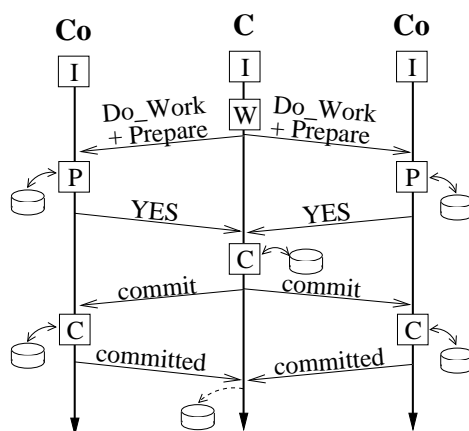 Co C Co
I I I
W
Do_Work Do_Work
+ Prepare + Prepare
P P
YES YES
C
commit commit
C C
committed committed